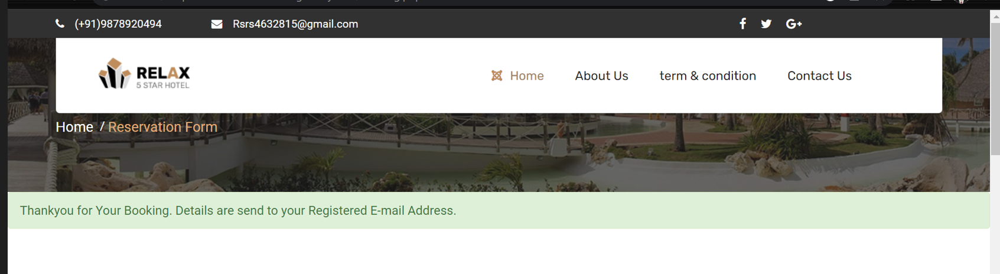 (+91)9878920494 Rsrs4632815@gmail.com
RELAX
5 STAR HOTEL
Home About Us term & condition Contact Us
Home / Reservation Form
Thankyou for Your Booking. Details are send to your Registered E-mail Address.